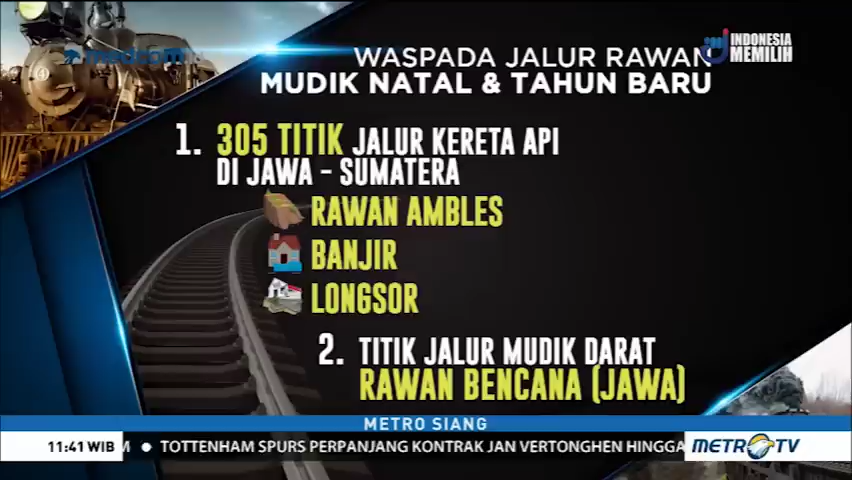 medcom
INDONESIA
MEMILIH
WASPADA JALUR RAWAN
MUDIK NATAL & TAHUN BARU
1. 305 TITIK JALUR KERETA API
DI JAWA - SUMATERA
RAWAN AMBLES
BANJIR
LONGSOR
2. TITIK JALUR MUDIK DARAT
RAWAN BENCANA (JAWA)
METRO SIANG
11:41 WIB M ● TOTTENHAM SPURS PERPANJANG KONTRAK JAN VERTONGHEN HINGGA METRO TV